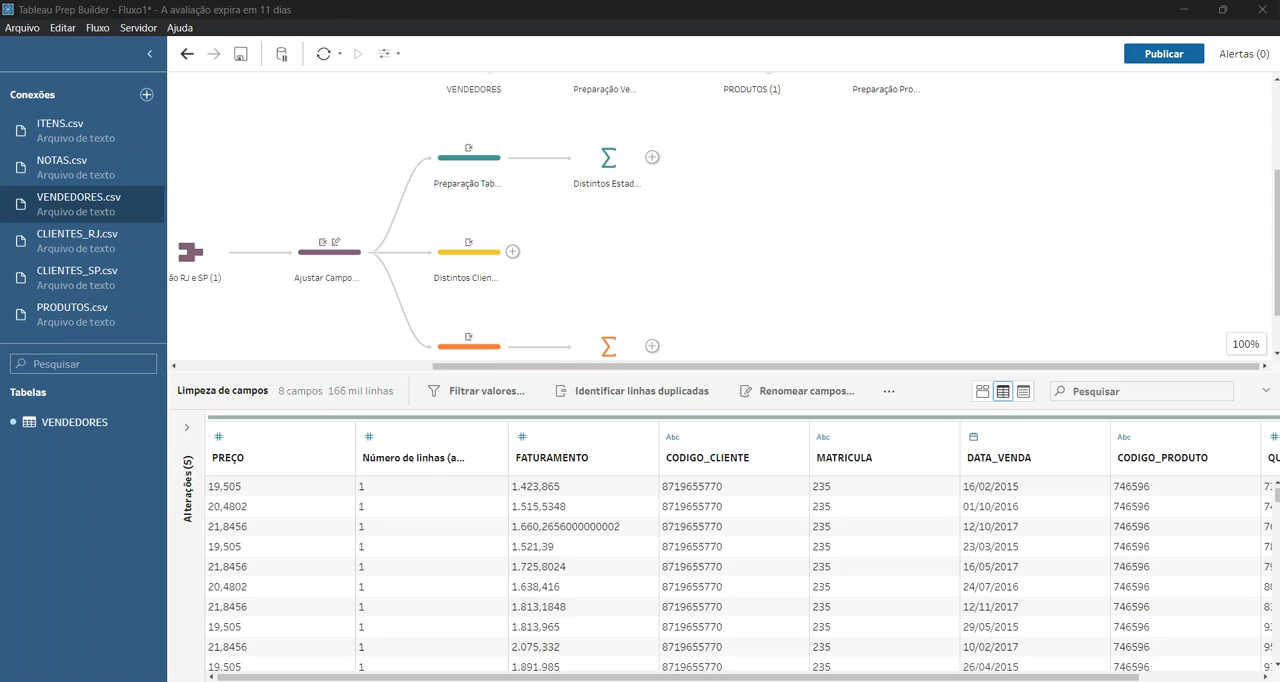 Tableau Prep Builder - Fluxo1* - A avaliação expira em 11 dias
Arquivo Editar Fluxo Servidor Ajuda
Publicar Alertas (0)
Conexões
ITENS.csv
Arquivo de texto
NOTAS.csv
Arquivo de texto
VENDEDORES.csv
Arquivo de texto
CLIENTES_RJ.csv
Arquivo de texto
CLIENTES_SP.csv
Arquivo de texto
PRODUTOS.csv
Arquivo de texto
Pesquisar
Tabelas
VENDEDORES
VENDEDORES Preparação Ve... PRODUTOS (1) Preparação Pro...
Preparação Tab... Distintos Estad...
ão RJ e SP (1) Ajustar Campo... Distintos Clien...
100%
Limpeza de campos 8 campos 166 mil linhas Filtrar valores... Identificar linhas duplicadas Renomear campos... ... Pesquisar
Alterações (5)
# # # Abc Abc Abc #
PREÇO Número de linhas (a... FATURAMENTO CODIGO_CLIENTE MATRICULA DATA_VENDA CODIGO_PRODUTO QU
19,505 1 1.423,865 8719655770 235 16/02/2015 746596
20,4802 1 1.515,5348 8719655770 235 01/10/2016 746596
21,8456 1 1.660,2656000000002 8719655770 235 12/10/2017 746596
19,505 1 1.521,39 8719655770 235 23/03/2015 746596
21,8456 1 1.725,8024 8719655770 235 16/05/2017 746596
20,4802 1 1.638,416 8719655770 235 24/07/2016 746596
21,8456 1 1.813,1848 8719655770 235 12/11/2017 746596
19,505 1 1.813,965 8719655770 235 29/05/2015 746596
21,8456 1 2.075,332 8719655770 235 10/02/2017 746596
19,505 1 1.891,985 8719655770 235 26/04/2015 746596